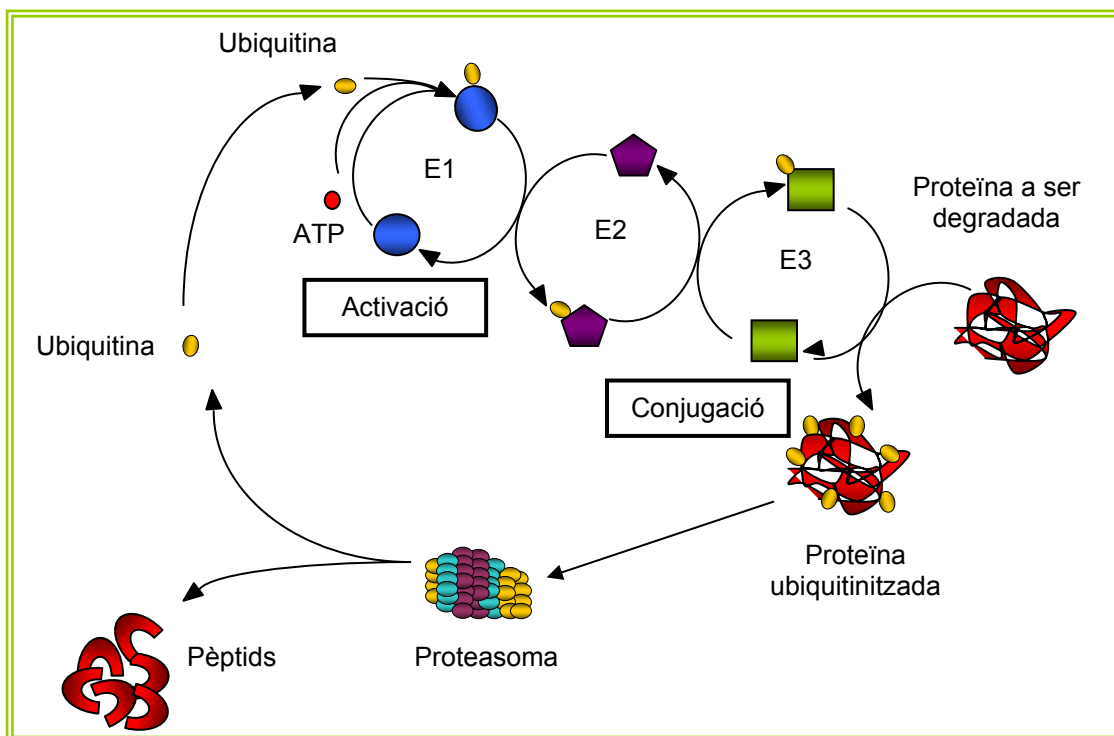 Ubiquitina
E1
ATP
Activació
E2
E3
Proteïna a ser
degradada
Ubiquitina
Conjugació
Proteïna
ubiquitinitzada
Pèptids
Proteasoma